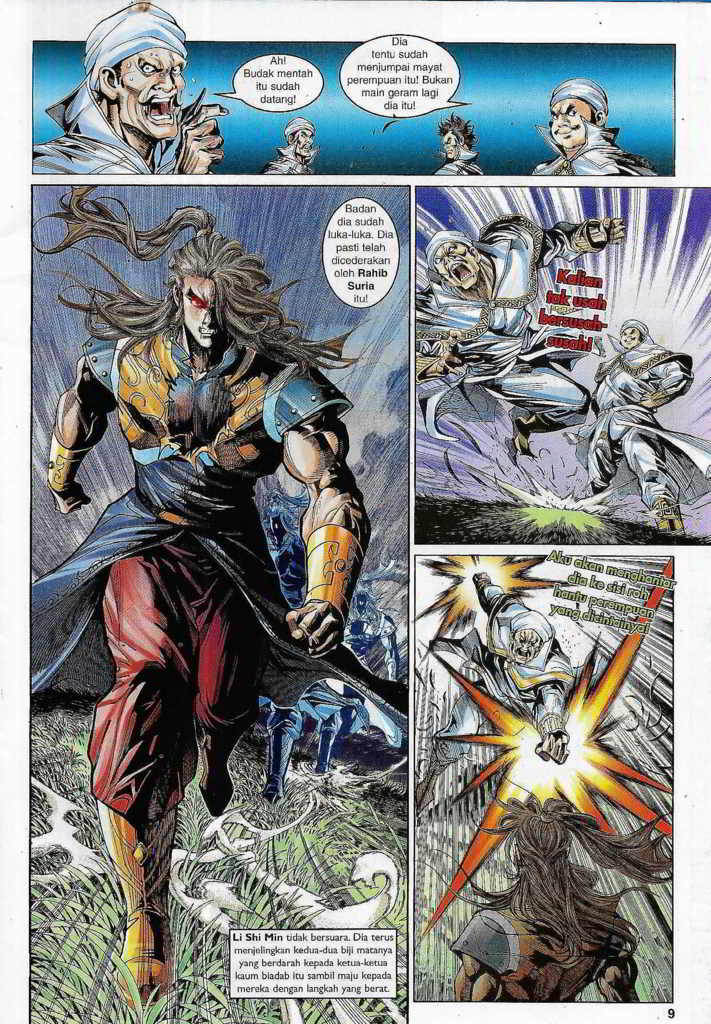 Ah!
Budak mentah
itu sudah
datang!
Dia
tentu sudah
menjumpai mayat
perempuan itu! Bukan
main geram lagi
dia itu!
Badan
dia sudah
luka-luka. Dia
pasti telah
dicederakan
oleh Rahib
Suria
itu!
Kalian
tak usah
bersusah-
susah!
Aku akan menghantar
dia ke sisi roh
hantu perempuan
yang dicintainya!
Li Shi Min tidak bersuara. Dia terus
menjelingkan kedua-dua biji matanya
yang berdarah kepada ketua-ketua
kaum biadab itu sambil maju kepada
mereka dengan langkah yang berat.
9